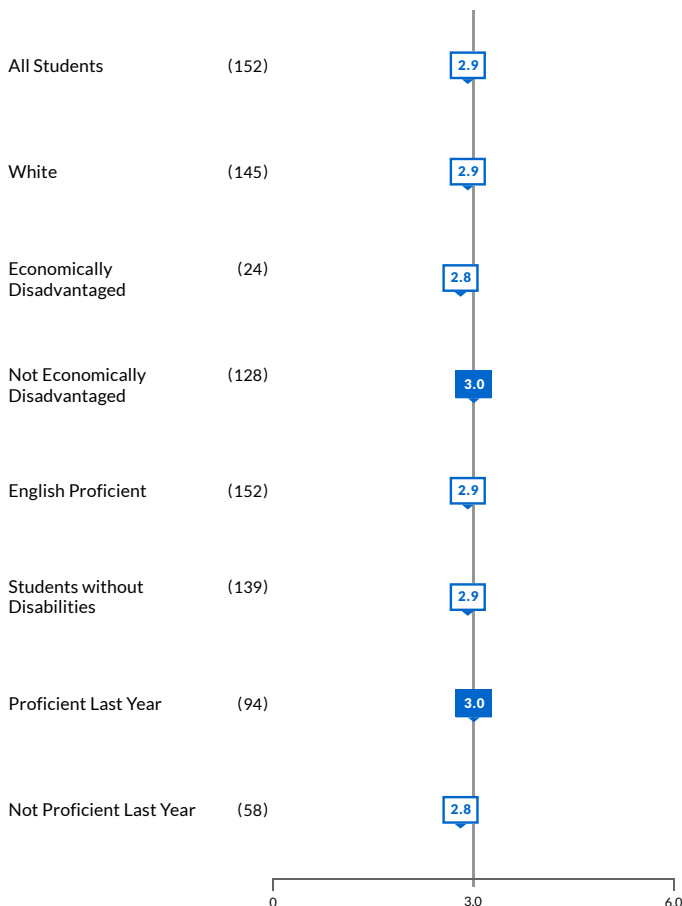 All Students (152) 2.9
White (145) 2.9
Economically (24)
Disadvantaged 2.8
Not Economically (128)
Disadvantaged 3.0
English Proficient (152) 2.9
Students without (139)
Disabilities 2.9
Proficient Last Year (94) 3.0
Not Proficient Last Year (58) 2.8
0 3.0 6.0